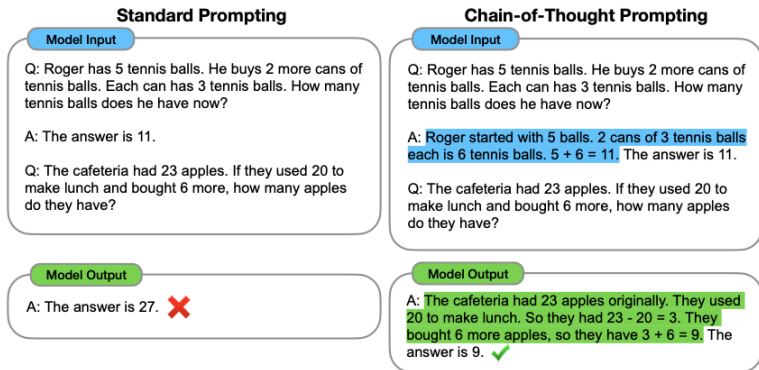 Standard Prompting
Model Input
Q: Roger has 5 tennis balls. He buys 2 more cans of
tennis balls. Each can has 3 tennis balls. How many
tennis balls does he have now?
A: The answer is 11.
Q: The cafeteria had 23 apples. If they used 20 to
make lunch and bought 6 more, how many apples
do they have?
Model Output
A: The answer is 27.
Chain-of-Thought Prompting
Model Input
Q: Roger has 5 tennis balls. He buys 2 more cans of
tennis balls. Each can has 3 tennis balls. How many
tennis balls does he have now?
A: Roger started with 5 balls. 2 cans of 3 tennis balls
each is 6 tennis balls. 5 + 6 = 11. The answer is 11.
Q: The cafeteria had 23 apples. If they used 20 to
make lunch and bought 6 more, how many apples
do they have?
Model Output
A: The cafeteria had 23 apples originally. They used
20 to make lunch. So they had 23 - 20 = 3. They
bought 6 more apples, so they have 3 + 6 = 9. The
answer is 9.